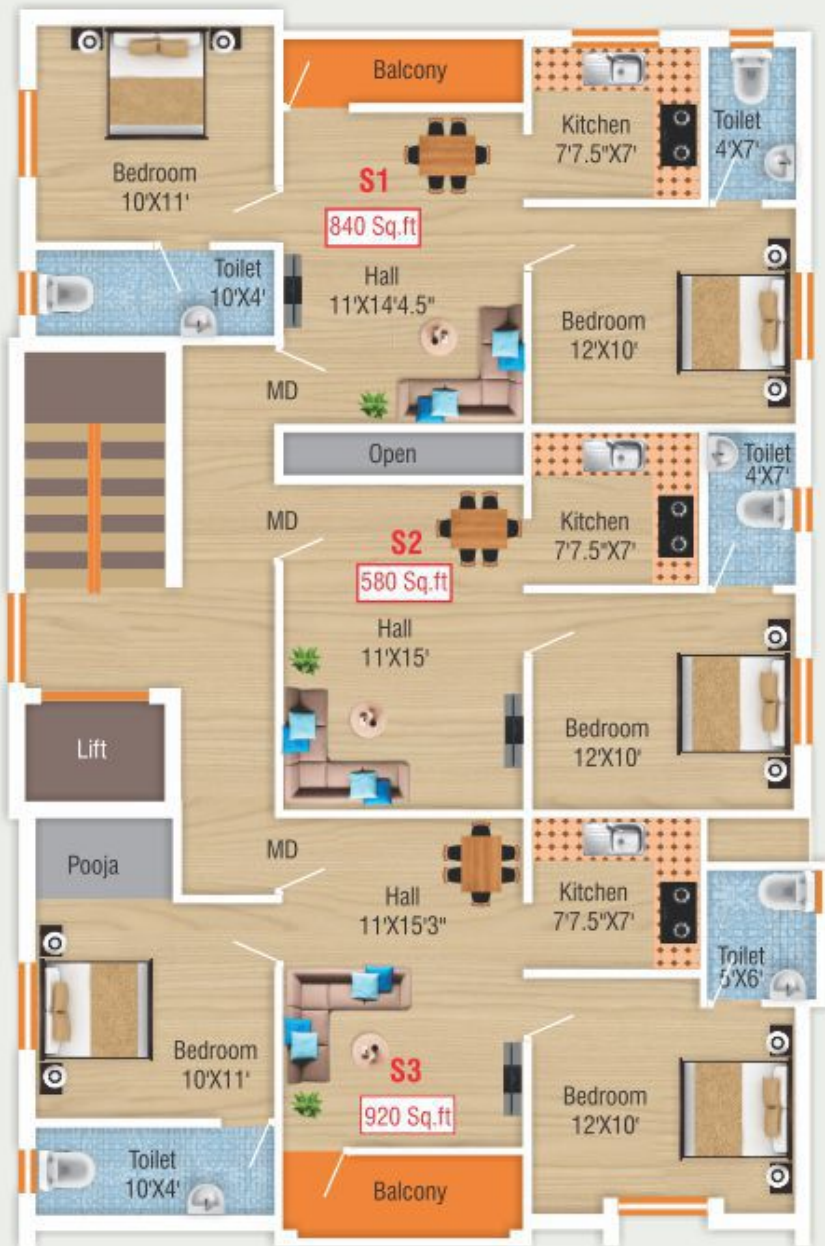 Balcony
Kitchen
7'7.5"X7'
Toilet
4'X7'
Bedroom
10'X11'
S1
840 Sq.ft
Toilet
10'X4'
Hall
11'X14'4.5"
Bedroom
12'X10'
MD
Open
Toilet
4'X7'
MD
Kitchen
7'7.5"X7'
S2
580 Sq.ft
Hall
11'X15'
Bedroom
12'X10'
Lift
Pooja
MD
Hall
11'X15'3"
Kitchen
7'7.5"X7'
Toilet
5'X6'
Bedroom
10'X11'
S3
920 Sq.ft
Bedroom
12'X10'
Toilet
10'X4'
Balcony